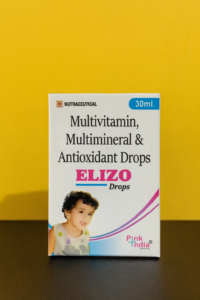 NUTRACEUTICAL
30ml.
Multivitamin,
Multimineral &
Antioxidant Drops
ELIZO
Drops
Pink
India